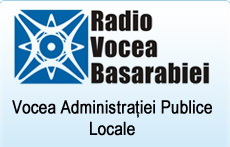 Radio
Vocea
Basarabiei
Vocea Administrației Publice
Locale